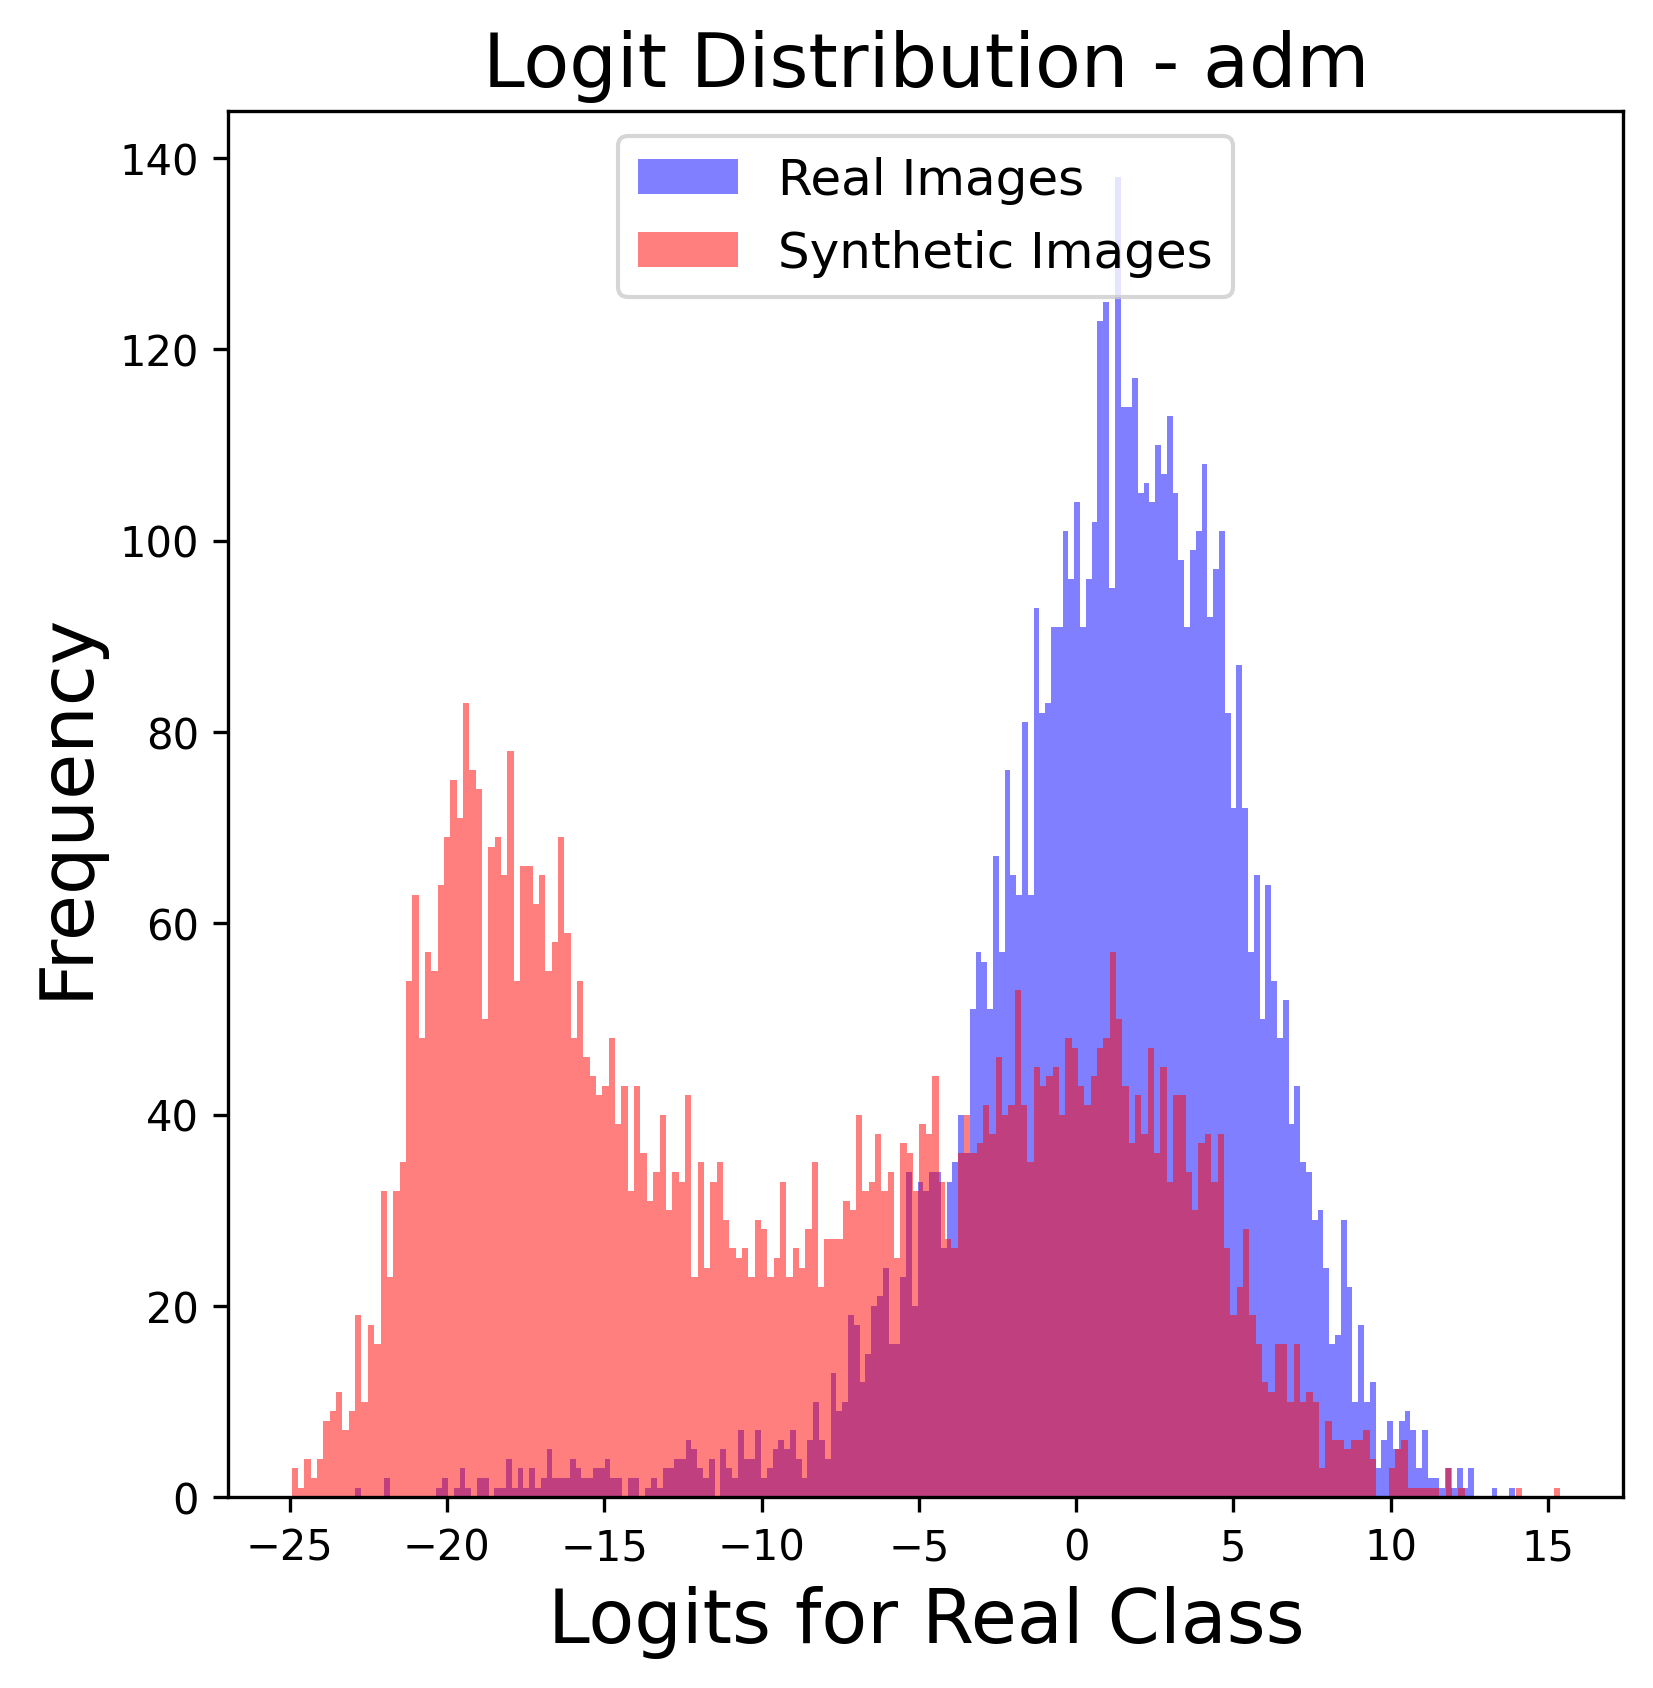 Logit Distribution - adm
Real Images
Synthetic Images
140
120
100
80
60
40
20
0
Frequency
−25 −20 −15 −10 −5 0 5 10 15
Logits for Real Class